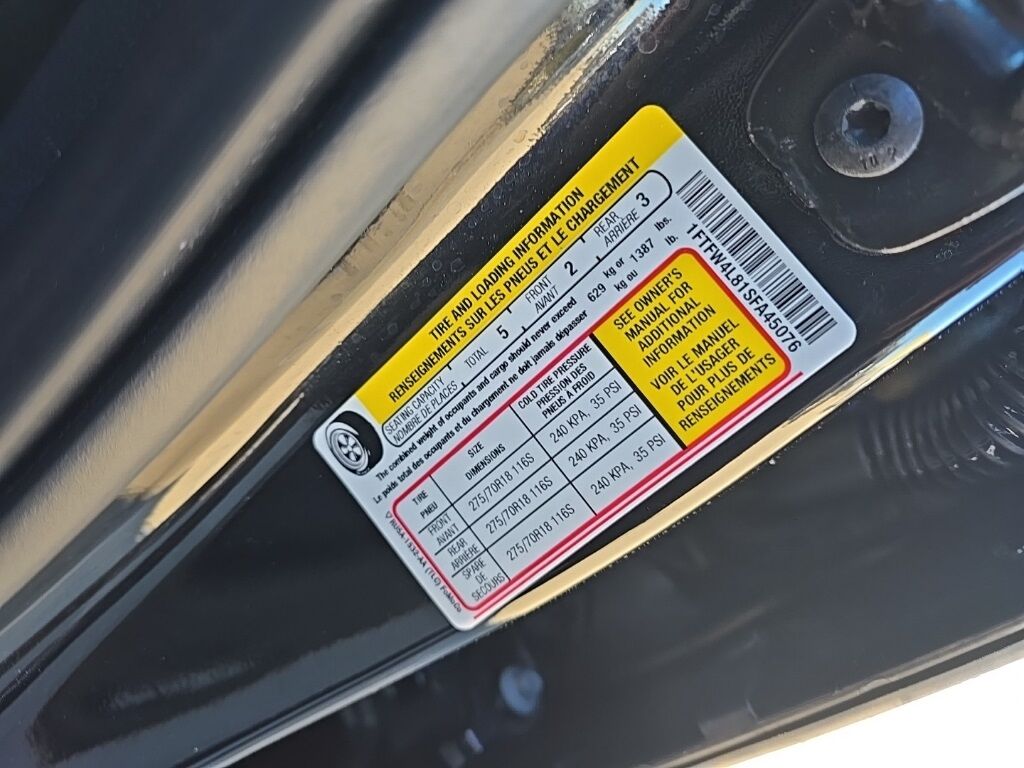 TIRE AND LOADING INFORMATION
RENSEIGNEMENTS SUR LES PNEUS ET LE CHARGEMENT
SEATING CAPACITY
NOMBRE DE PLACES
TOTAL 5
FRONT
AVANT 2
REAR
ARRIÈRE 3
The combined weight of occupants and cargo should never exceed 629 kg or 1387 lbs.
Le poids total des occupants et du chargement ne doit jamais dépasser kg ou lb.
TIRE
PNEU
SIZE
DIMENSIONS
COLD TIRE PRESSURE
PRESSION DES
PNEUS A FROID
FRONT
AVANT
275/70R18 116S
240 KPA, 35 PSI
REAR
ARRIÈRE
275/70R18 116S
240 KPA, 35 PSI
SPARE
DE
SECOURS
275/70R18 116S
240 KPA, 35 PSI
SEE OWNER'S
MANUAL FOR
ADDITIONAL
INFORMATION
VOIR LE MANUEL
DE L'USAGER
POUR PLUS DE
RENSEIGNEMENTS
1FTFW4L81SFA45076
(TLG) FoMoCo